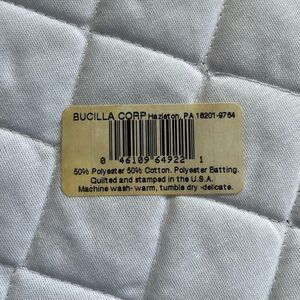 BUCILLA CORP Hazleton, PA 18201-9764
0 46109 64922 1
50% Polyester 50% Cotton. Polyester Batting.
Quilted and stamped in the U.S.A.
Machine wash-warm, tumble dry-delicate.